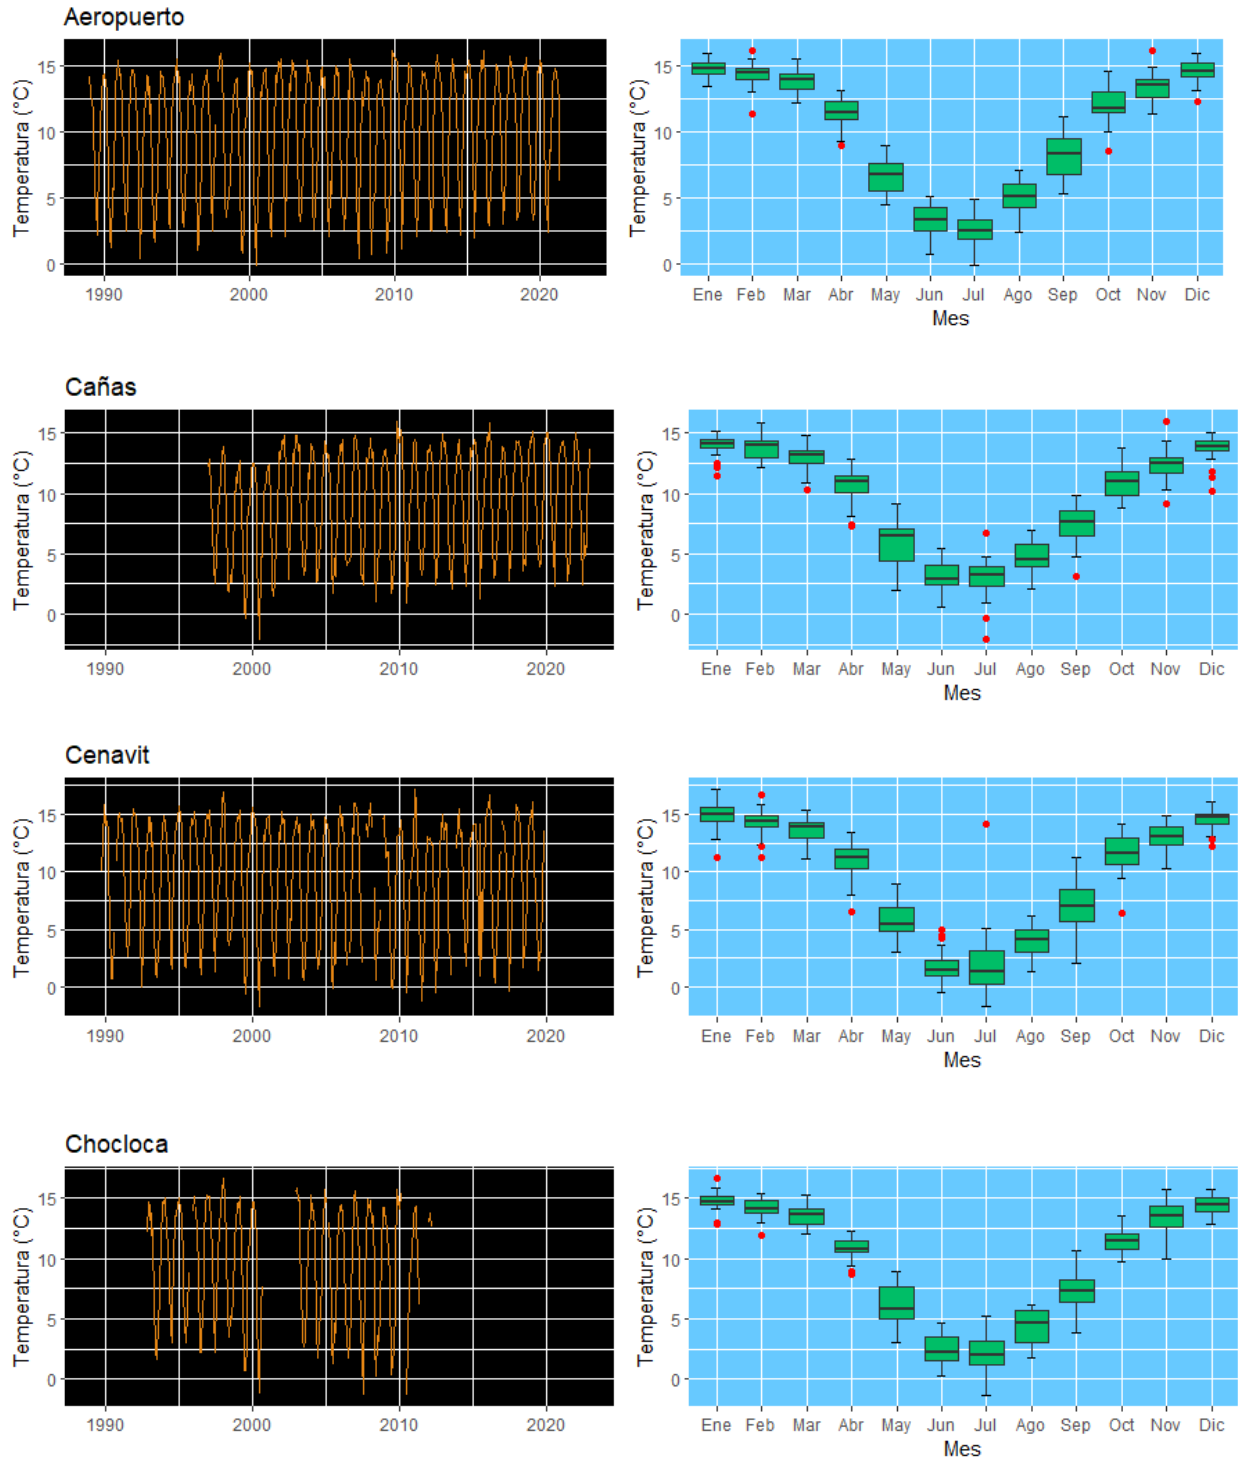 Aeropuerto
Temperatura (°C)
15
10
5
0
1990 2000 2010 2020
Temperatura (°C)
15
10
5
0
Ene Feb Mar Abr May Jun Jul Ago Sep Oct Nov Dic
Mes
Cañas
Temperatura (°C)
15
10
5
0
1990 2000 2010 2020
Temperatura (°C)
15
10
5
0
Ene Feb Mar Abr May Jun Jul Ago Sep Oct Nov Dic
Mes
Cenavit
Temperatura (°C)
15
10
5
0
1990 2000 2010 2020
Temperatura (°C)
15
10
5
0
Ene Feb Mar Abr May Jun Jul Ago Sep Oct Nov Dic
Mes
Chocloca
Temperatura (°C)
15
10
5
0
1990 2000 2010 2020
Temperatura (°C)
15
10
5
0
Ene Feb Mar Abr May Jun Jul Ago Sep Oct Nov Dic
Mes